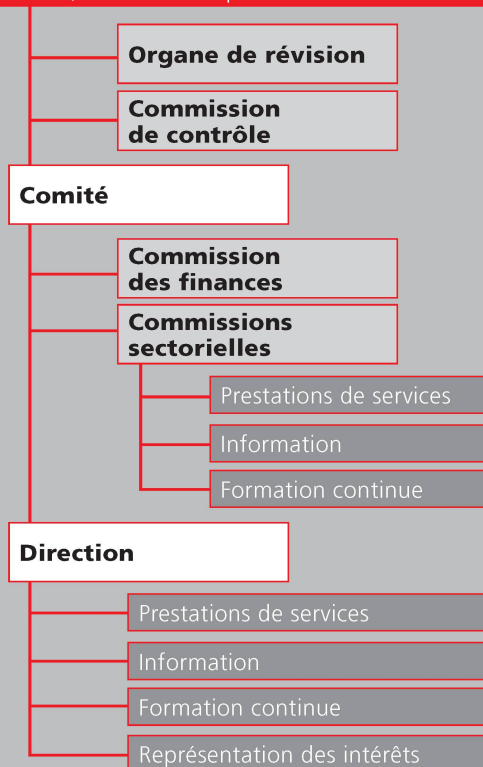 Organe de révision
Commission
de contrôle
Comité
Commission
des finances
Commissions
sectorielles
Prestations de services
Information
Formation continue
Direction
Prestations de services
Information
Formation continue
Représentation des intérêts